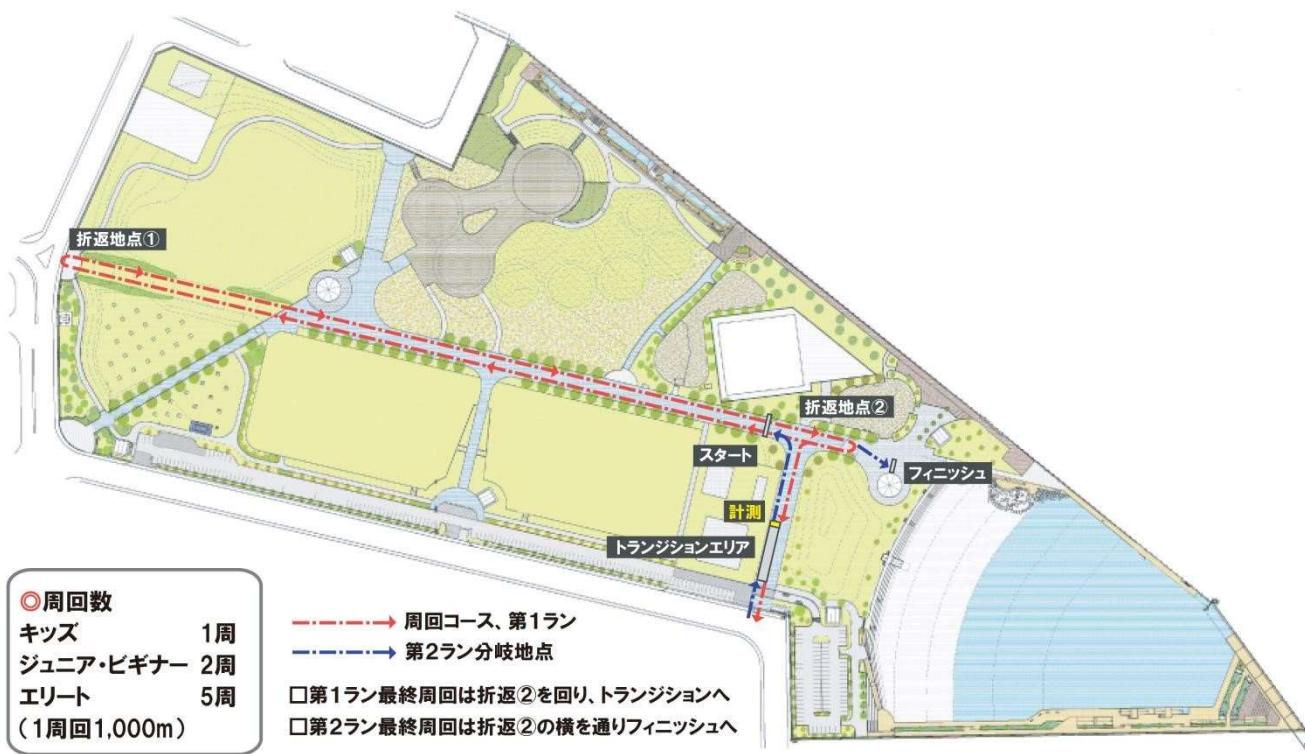 折返地点①
折返地点②
スタート
フィニッシュ
計測
トランジションエリア
◎周回数
キッズ 1周
ジュニア・ビギナー 2周
エリート 5周
（1周回1,000m）
周回コース、第1ラン
第2ラン分岐地点
□第1ラン最終周回は折返②を回り、トランジションへ
□第2ラン最終周回は折返②の横を通りフィニッシュへ